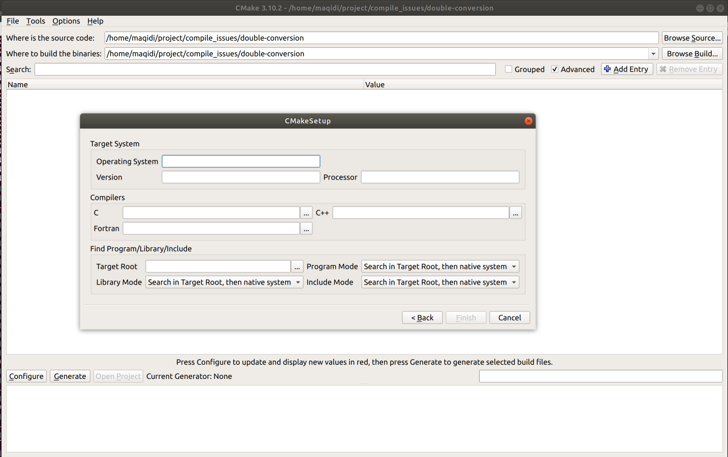 CMake 3.10.2 - /home/maqidi/project/compile_issues/double-conversion
File Tools Options Help
Where is the source code: /home/maqidi/project/compile_issues/double-conversion Browse Source...
Where to build the binaries: /home/maqidi/project/compile_issues/double-conversion Browse Build...
Search: Grouped Advanced Add Entry Remove Entry
Name Value
CMakeSetup
Target System
Operating System
Version Processor
Compilers
C ... C++ ...
Fortran ...
Find Program/Library/Include
Target Root ... Program Mode Search in Target Root, then native system
Library Mode Search in Target Root, then native system Include Mode Search in Target Root, then native system
< Back Finish Cancel
Press Configure to update and display new values in red, then press Generate to generate selected build files.
Configure Generate Open Project Current Generator: None